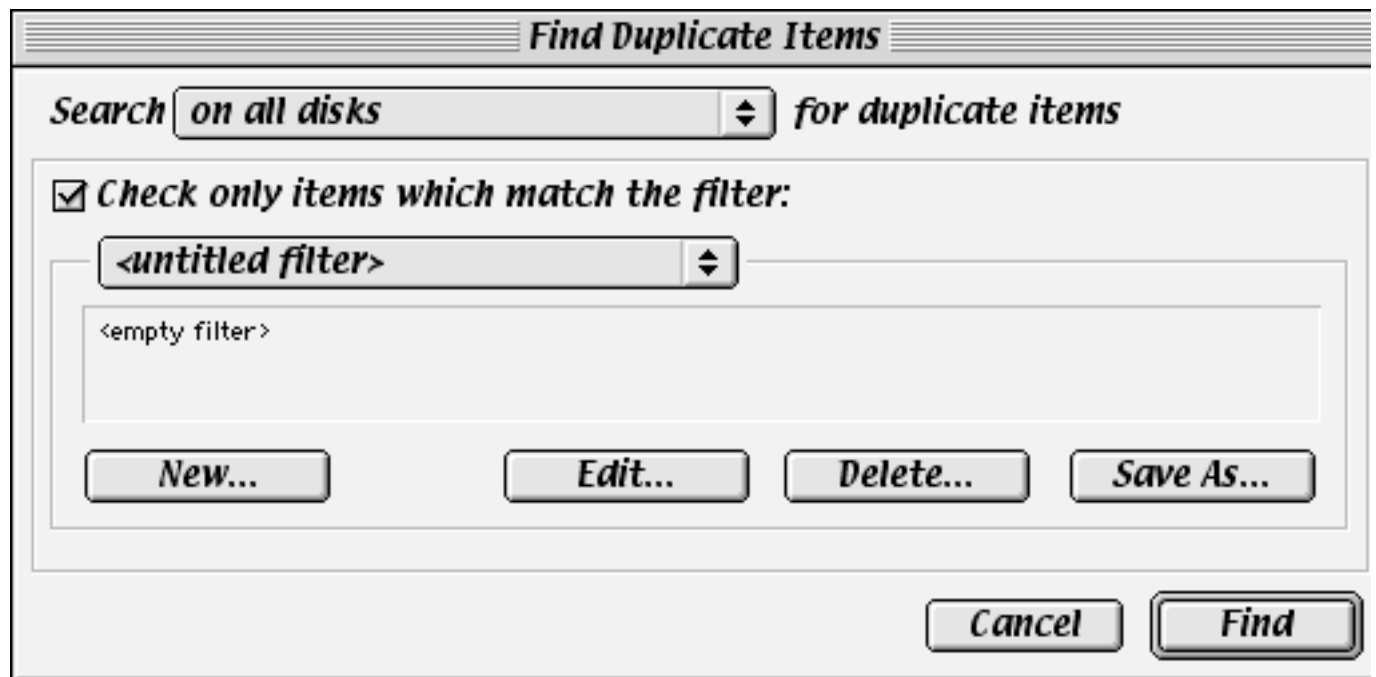 Find Duplicate Items
Search on all disks for duplicate items
Check only items which match the filter:
<untitled filter>
<empty filter>
New... Edit... Delete... Save As...
Cancel Find